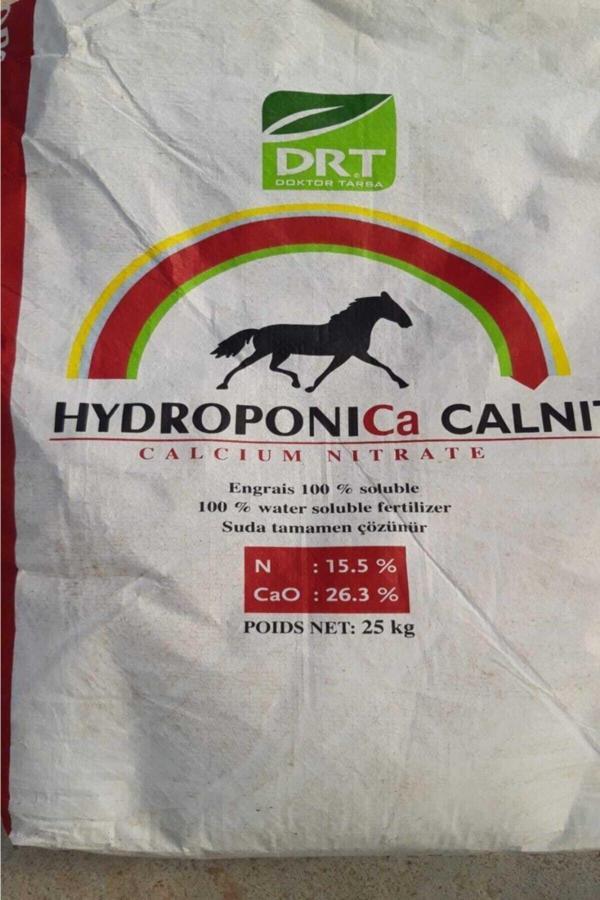 DRT
DOKTOR TARSA
HYDROPONICa CALNIT
CALCIUM NITRATE
Engrais 100 % soluble
100 % water soluble fertilizer
Suda tamamen çözünür
N : 15.5 %
CaO : 26.3 %
POIDS NET: 25 kg